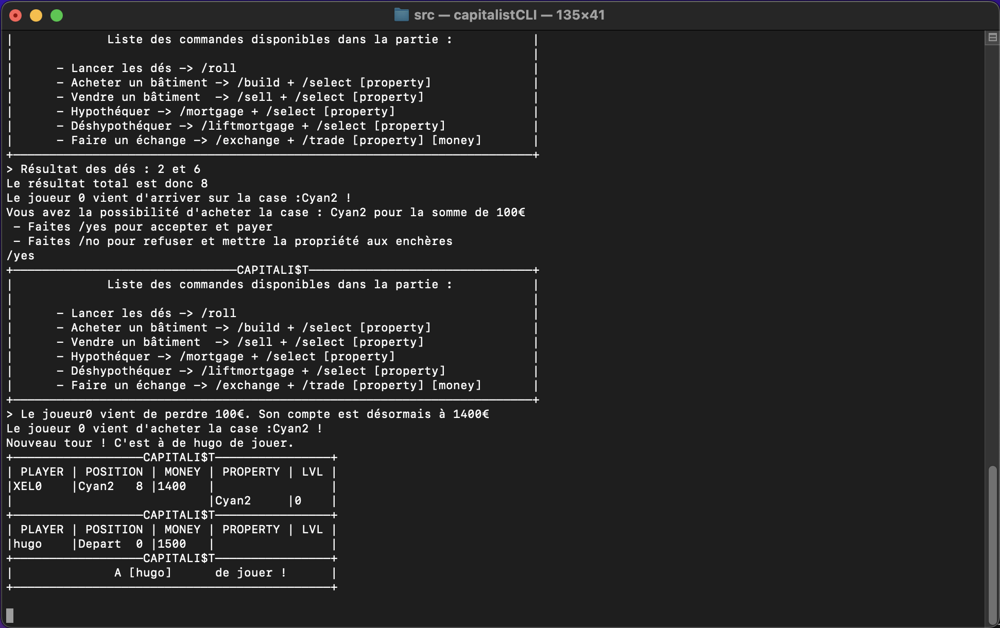 src — capitalistCLI — 135×41
|             Liste des commandes disponibles dans la partie :           |
|                                                                        |
|      – Lancer les dés –> /roll                                         |
|      – Acheter un bâtiment –> /build + /select [property]              |
|      – Vendre un bâtiment  –> /sell + /select [property]               |
|      – Hypothéquer –> /mortgage + /select [property]                   |
|      – Déshypothéquer –> /liftmortgage + /select [property]            |
|      – Faire un échange –> /exchange + /trade [property] [money]       |
+————————————————————————————————————————————————————————————————————————+
> Résultat des dés : 2 et 6
Le résultat total est donc 8
Le joueur 0 vient d'arriver sur la case :Cyan2 !
Vous avez la possibilité d'acheter la case : Cyan2 pour la somme de 100€
 – Faites /yes pour accepter et payer
 – Faites /no pour refuser et mettre la propriété aux enchères
/yes
+———————————————————————————————CAPITALI$T———————————————————————————————+
|             Liste des commandes disponibles dans la partie :           |
|                                                                        |
|      – Lancer les dés –> /roll                                         |
|      – Acheter un bâtiment –> /build + /select [property]              |
|      – Vendre un bâtiment  –> /sell + /select [property]               |
|      – Hypothéquer –> /mortgage + /select [property]                   |
|      – Déshypothéquer –> /liftmortgage + /select [property]            |
|      – Faire un échange –> /exchange + /trade [property] [money]       |
+————————————————————————————————————————————————————————————————————————+
> Le joueur0 vient de perdre 100€. Son compte est désormais à 1400€
Le joueur 0 vient d'acheter la case :Cyan2 !
Nouveau tour ! C'est à de hugo de jouer.
+——————————————————CAPITALI$T————————————————+
| PLAYER | POSITION | MONEY | PROPERTY | LVL |
|XEL0    |Cyan2   8 |1400   |                |
|                           |Cyan2     |0    |
+——————————————————CAPITALI$T————————————————+
| PLAYER | POSITION | MONEY | PROPERTY | LVL |
|hugo    |Depart  0 |1500   |                |
+——————————————————CAPITALI$T————————————————+
|              A [hugo]      de jouer !      |
+————————————————————————————————————————————+